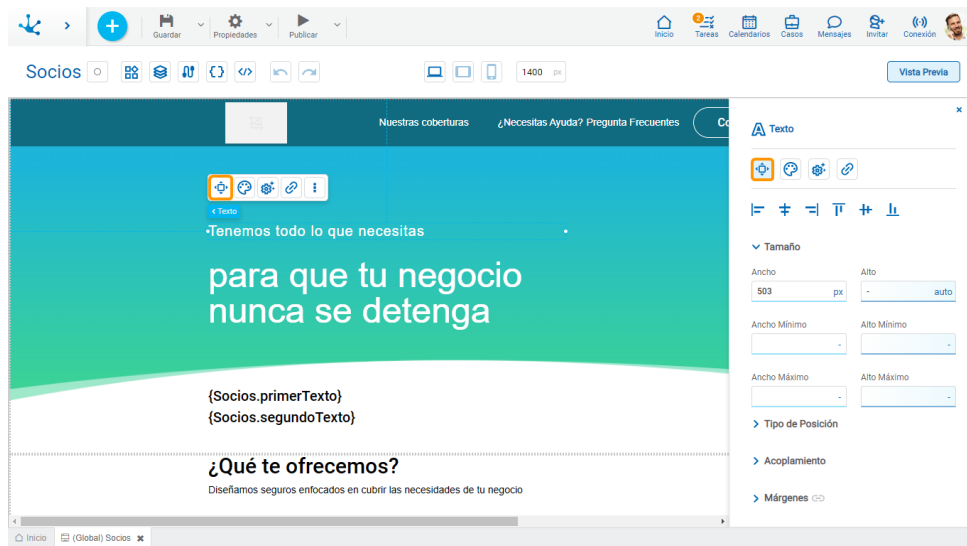 Guardar
Propiedades
Publicar
Inicio
2
Tareas
Calendarios
Casos
Mensajes
Invitar
Conexión
Socios
1400 px
Vista Previa
Nuestras coberturas
¿Necesitas Ayuda? Pregunta Frecuentes
Co
Texto
Tenemos todo lo que necesitas
para que tu negocio
nunca se detenga
{Socios.primerTexto}
{Socios.segundoTexto}
¿Qué te ofrecemos?
Diseñamos seguros enfocados en cubrir las necesidades de tu negocio
Texto
Tamaño
Ancho
Alto
503 px
- auto
Ancho Mínimo
Alto Mínimo
-
-
Ancho Máximo
Alto Máximo
-
-
Tipo de Posición
Acoplamiento
Márgenes
Inicio
(Global) Socios